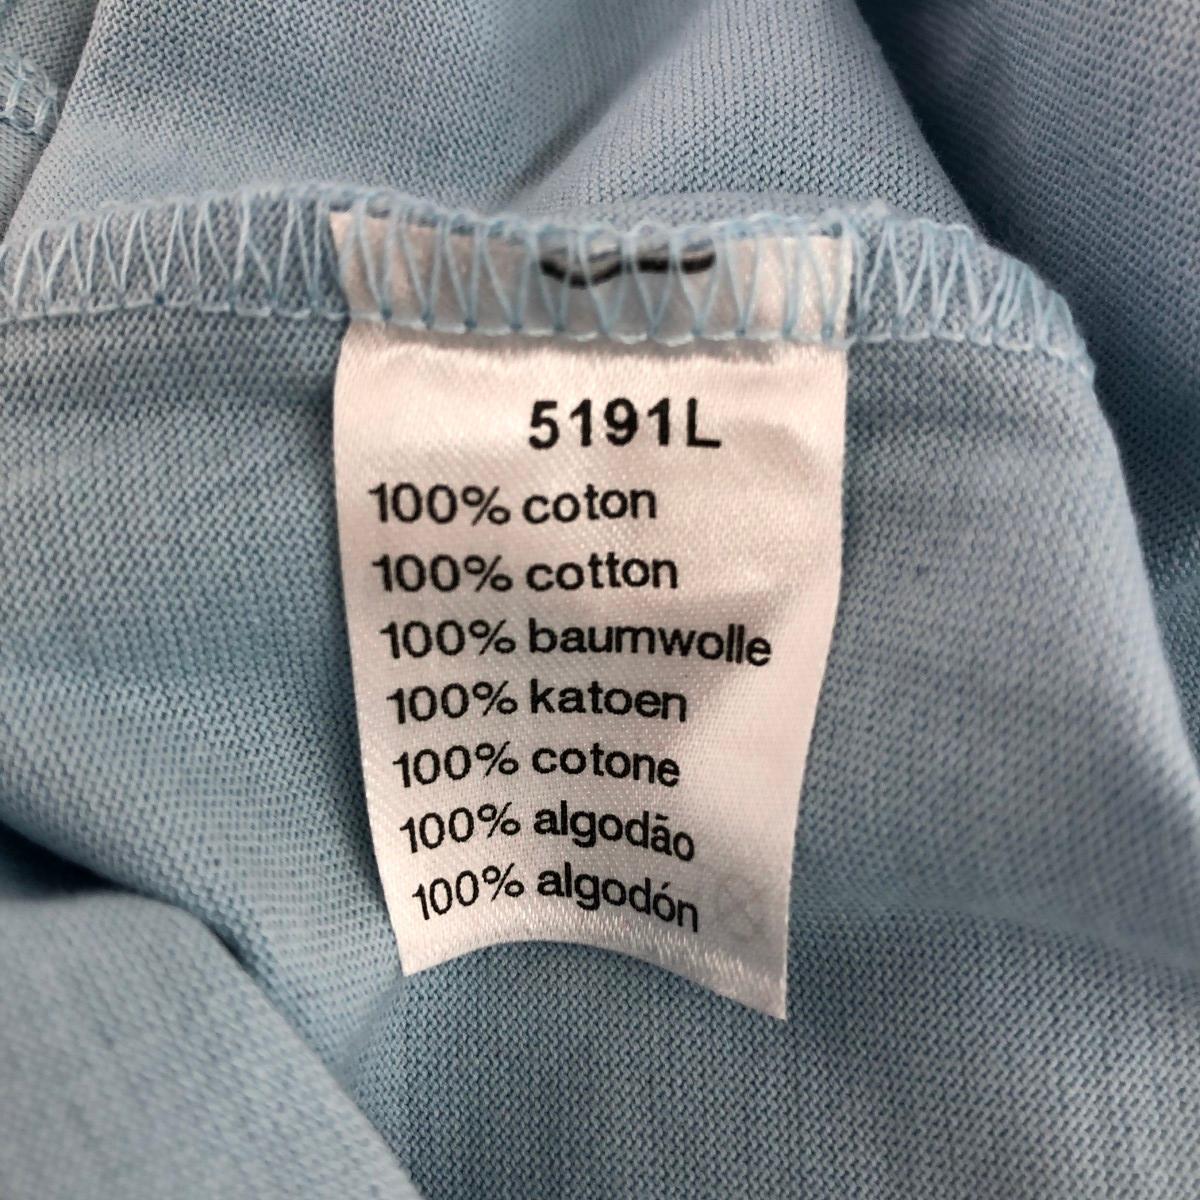 5191L
100% coton
100% cotton
100% baumwolle
100% katoen
100% cotone
100% algodão
100% algodón